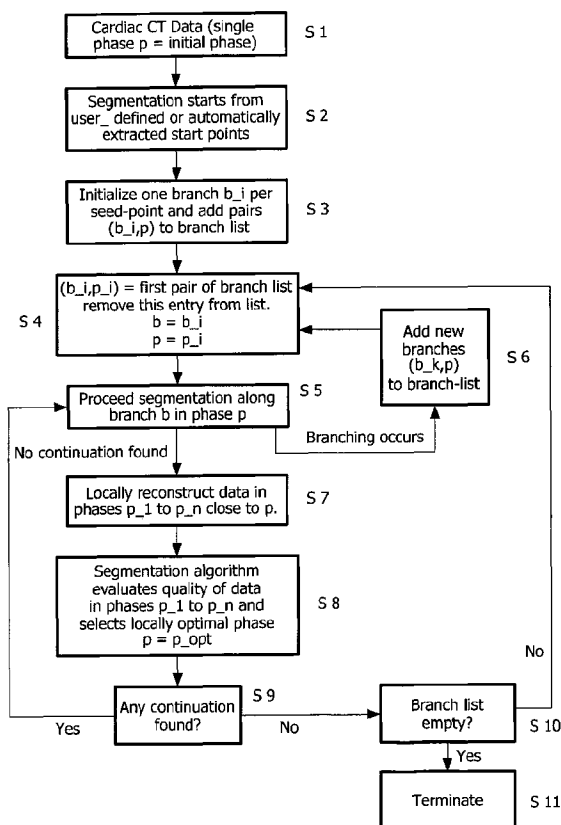 Cardiac CT Data (single
phase p = initial phase)
S 1
Segmentation starts from
user_ defined or automatically
extracted start points
S 2
Initialize one branch b_i per
seed-point and add pairs
(b_i,p) to branch list
S 3
(b_i,p_i) = first pair of branch list
remove this entry from list.
b = b_i
p = p_i
S 4
Add new
branches
(b_k,p)
to branch-list
S 6
Proceed segmentation along
branch b in phase p
S 5
No continuation found
Branching occurs
Locally reconstruct data in
phases p_1 to p_n close to p.
S 7
Segmentation algorithm
evaluates quality of data
in phases p_1 to p_n and
selects locally optimal phase
p = p_opt
S 8
No
Any continuation
found?
S 9
Yes
No
Branch list
empty?
S 10
Yes
Terminate
S 11